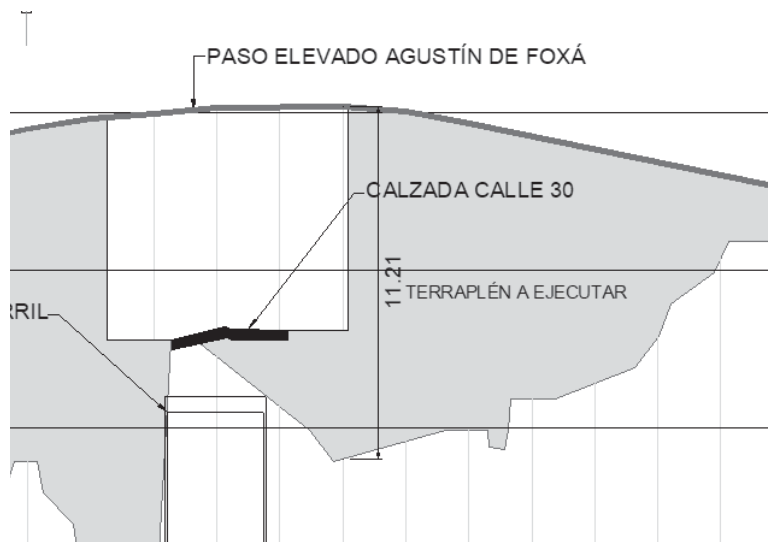 PASO ELEVADO AGUSTÍN DE FOXÁ
CALZADA CALLE 30
11.21
TERRAPLÉN A EJECUTAR
RRIL